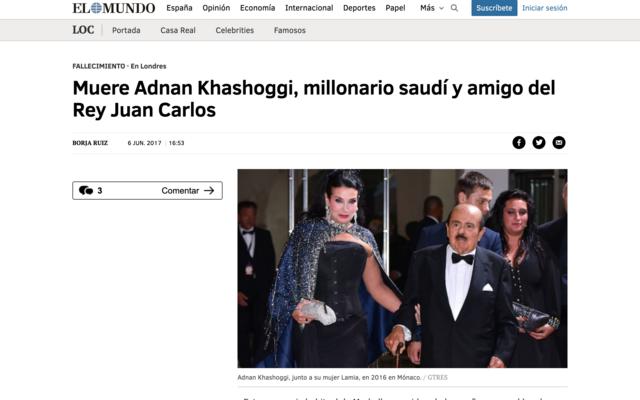 EL MUNDO España Opinión Economía Internacional Deportes Papel Más Suscríbete Iniciar sesión
LOC Portada Casa Real Celebrities Famosos
FALLECIMIENTO - En Londres
Muere Adnan Khashoggi, millonario saudí y amigo del
Rey Juan Carlos
BORJA RUIZ 6 JUN. 2017 16:53
3 Comentar
Adnan Khashoggi, junto a su mujer Lamia, en 2016 en Mónaco. / GTRES